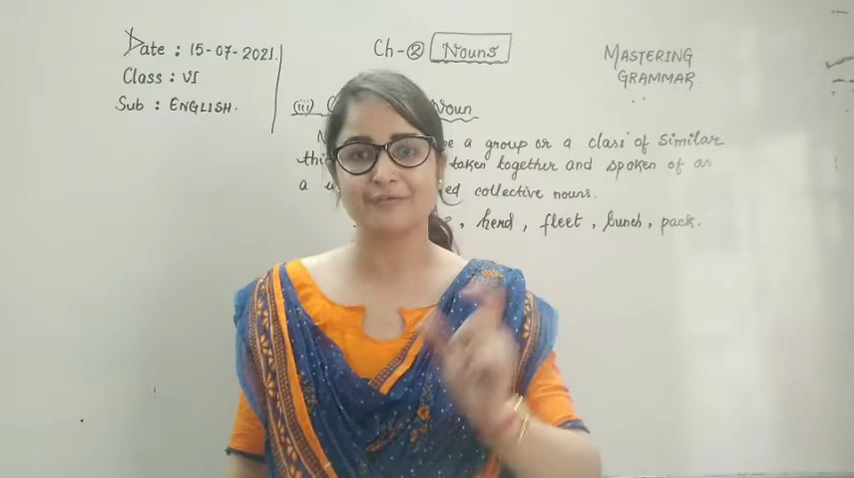 Date : 15-07-2021.
Class : VI
Sub : ENGLISH.
Ch-② Nouns
MASTERING
GRAMMAR
(iii) Noun
a group or a class of similar
taken together and spoken of as
a collective nouns.
, herd, fleet, bunch, pack.